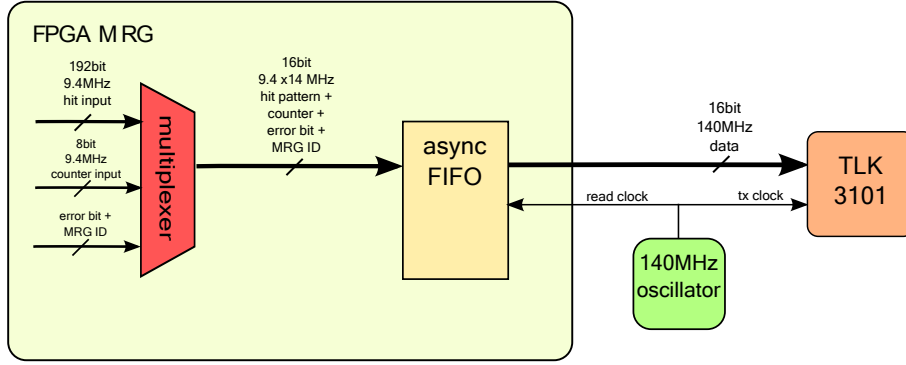 FPGA MRG
192bit
9.4MHz
hit input
8bit
9.4MHz
counter input
error bit +
MRG ID
multiplexer
16bit
9.4 x14 MHz
hit pattern +
counter +
error bit +
MRG ID
async
FIFO
16bit
140MHz
data
read clock
tx clock
TLK
3101
140MHz
oscillator